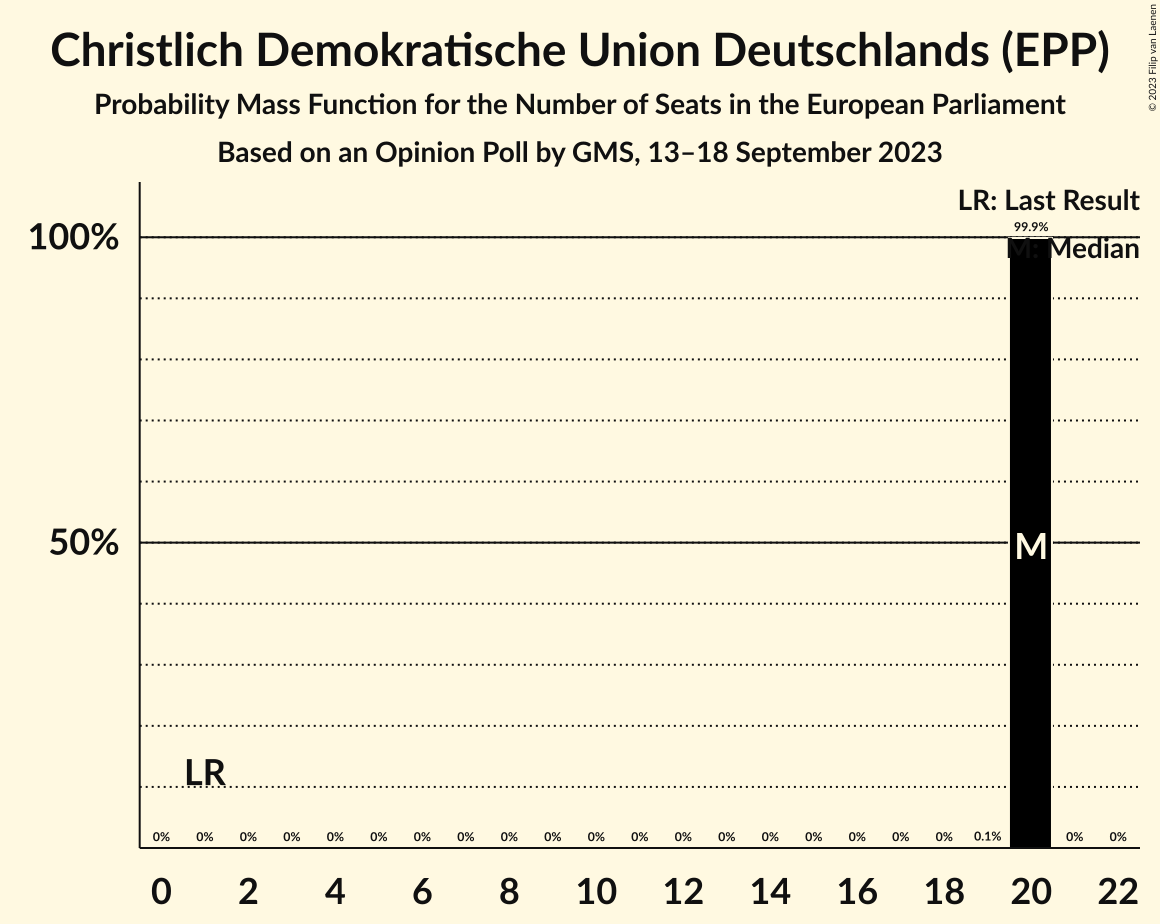 Christlich Demokratische Union Deutschlands (EPP)
Probability Mass Function for the Number of Seats in the European Parliament
Based on an Opinion Poll by GMS, 13–18 September 2023
© 2023 Filip van Laenen
LR: Last Result
99.9%
M: Median
100%
50%
M
LR
0% 0% 0% 0% 0% 0% 0% 0% 0% 0% 0% 0% 0% 0% 0% 0% 0% 0% 0% 0.1% 0% 0%
0 2 4 6 8 10 12 14 16 18 20 22